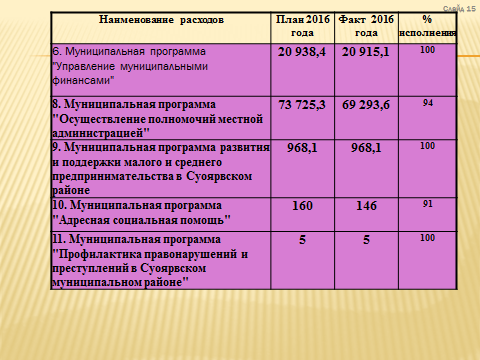 Слайд 15
Наименование расходов План 2016 года Факт 2016 года % исполнения
6. Муниципальная программа 20 938,4 20 915,1 100
"Управление муниципальными
финансами"
8. Муниципальная программа 73 725,3 69 293,6 94
"Осуществление полномочий местной
администрацией"
9. Муниципальная программа развития 968,1 968,1 100
и поддержки малого и среднего
предпринимательства в Суоярвском
районе
10. Муниципальная программа 160 146 91
"Адресная социальная помощь"
11. Муниципальная программа 5 5 100
"Профилактика правонарушений и
преступлений в Суоярвском
муниципальном районе"